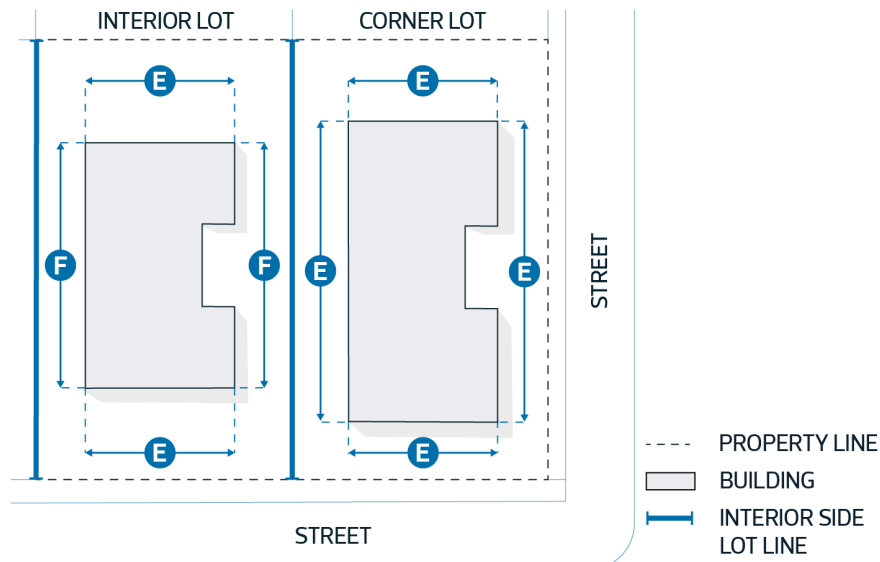 INTERIOR LOT
CORNER LOT
E
E
F
F
E
E
E
E
STREET
STREET
PROPERTY LINE
BUILDING
INTERIOR SIDE
LOT LINE